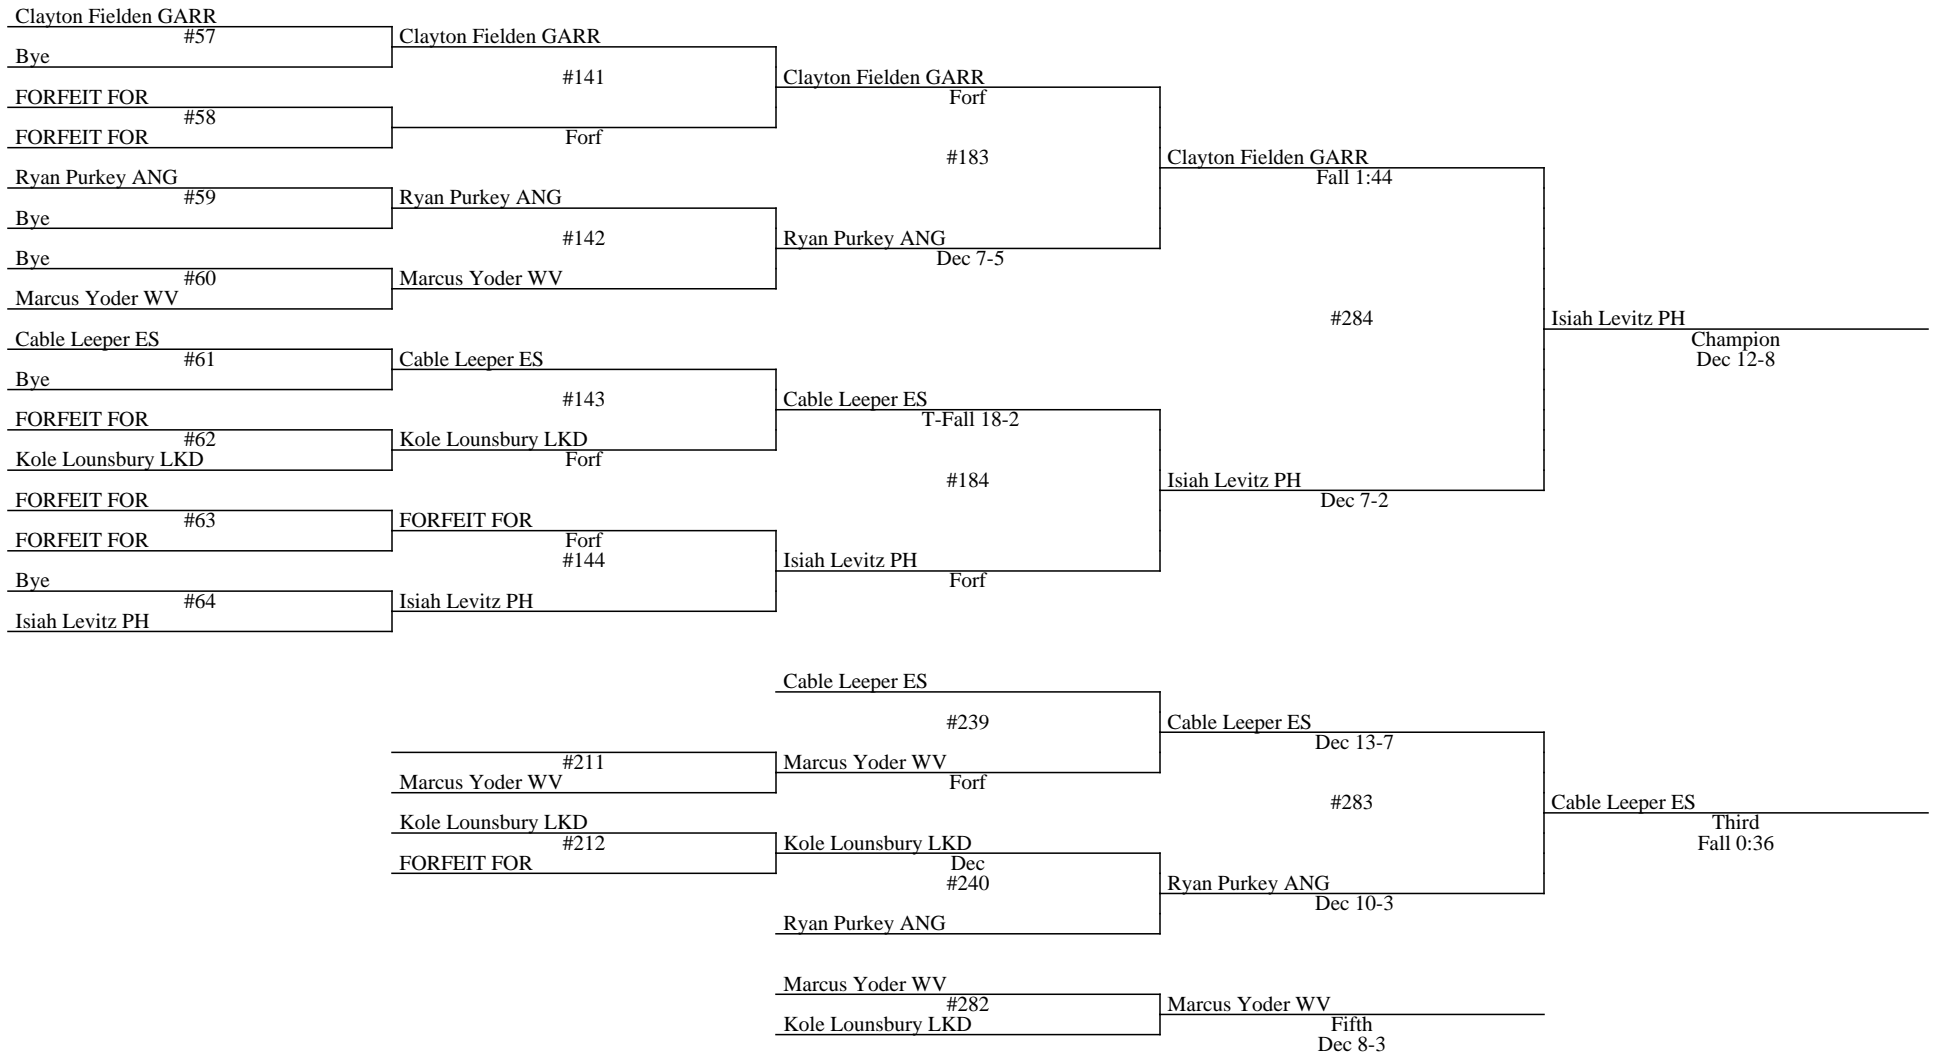 Clayton Fielden GARR
#57
Bye
Clayton Fielden GARR
#141
FORFEIT FOR
#58
FORFEIT FOR
Forf
Clayton Fielden GARR
Forf
#183
Ryan Purkey ANG
#59
Bye
Ryan Purkey ANG
#142
Bye
#60
Marcus Yoder WV
Marcus Yoder WV
Ryan Purkey ANG
Dec 7-5
Clayton Fielden GARR
Fall 1:44
#284
Cable Leeper ES
#61
Bye
Cable Leeper ES
#143
FORFEIT FOR
#62
Kole Lounsbury LKD
Kole Lounsbury LKD
Forf
Cable Leeper ES
T-Fall 18-2
#184
FORFEIT FOR
#63
FORFEIT FOR
FORFEIT FOR
Forf
#144
Bye
#64
Isiah Levitz PH
Isiah Levitz PH
Isiah Levitz PH
Forf
Isiah Levitz PH
Dec 7-2
Isiah Levitz PH
Champion
Dec 12-8
Cable Leeper ES
#239
#211
Marcus Yoder WV
Marcus Yoder WV
Forf
Cable Leeper ES
Dec 13-7
#283
Kole Lounsbury LKD
#212
FORFEIT FOR
Kole Lounsbury LKD
Dec
#240
Ryan Purkey ANG
Ryan Purkey ANG
Dec 10-3
Cable Leeper ES
Third
Fall 0:36
Marcus Yoder WV
#282
Kole Lounsbury LKD
Marcus Yoder WV
Fifth
Dec 8-3